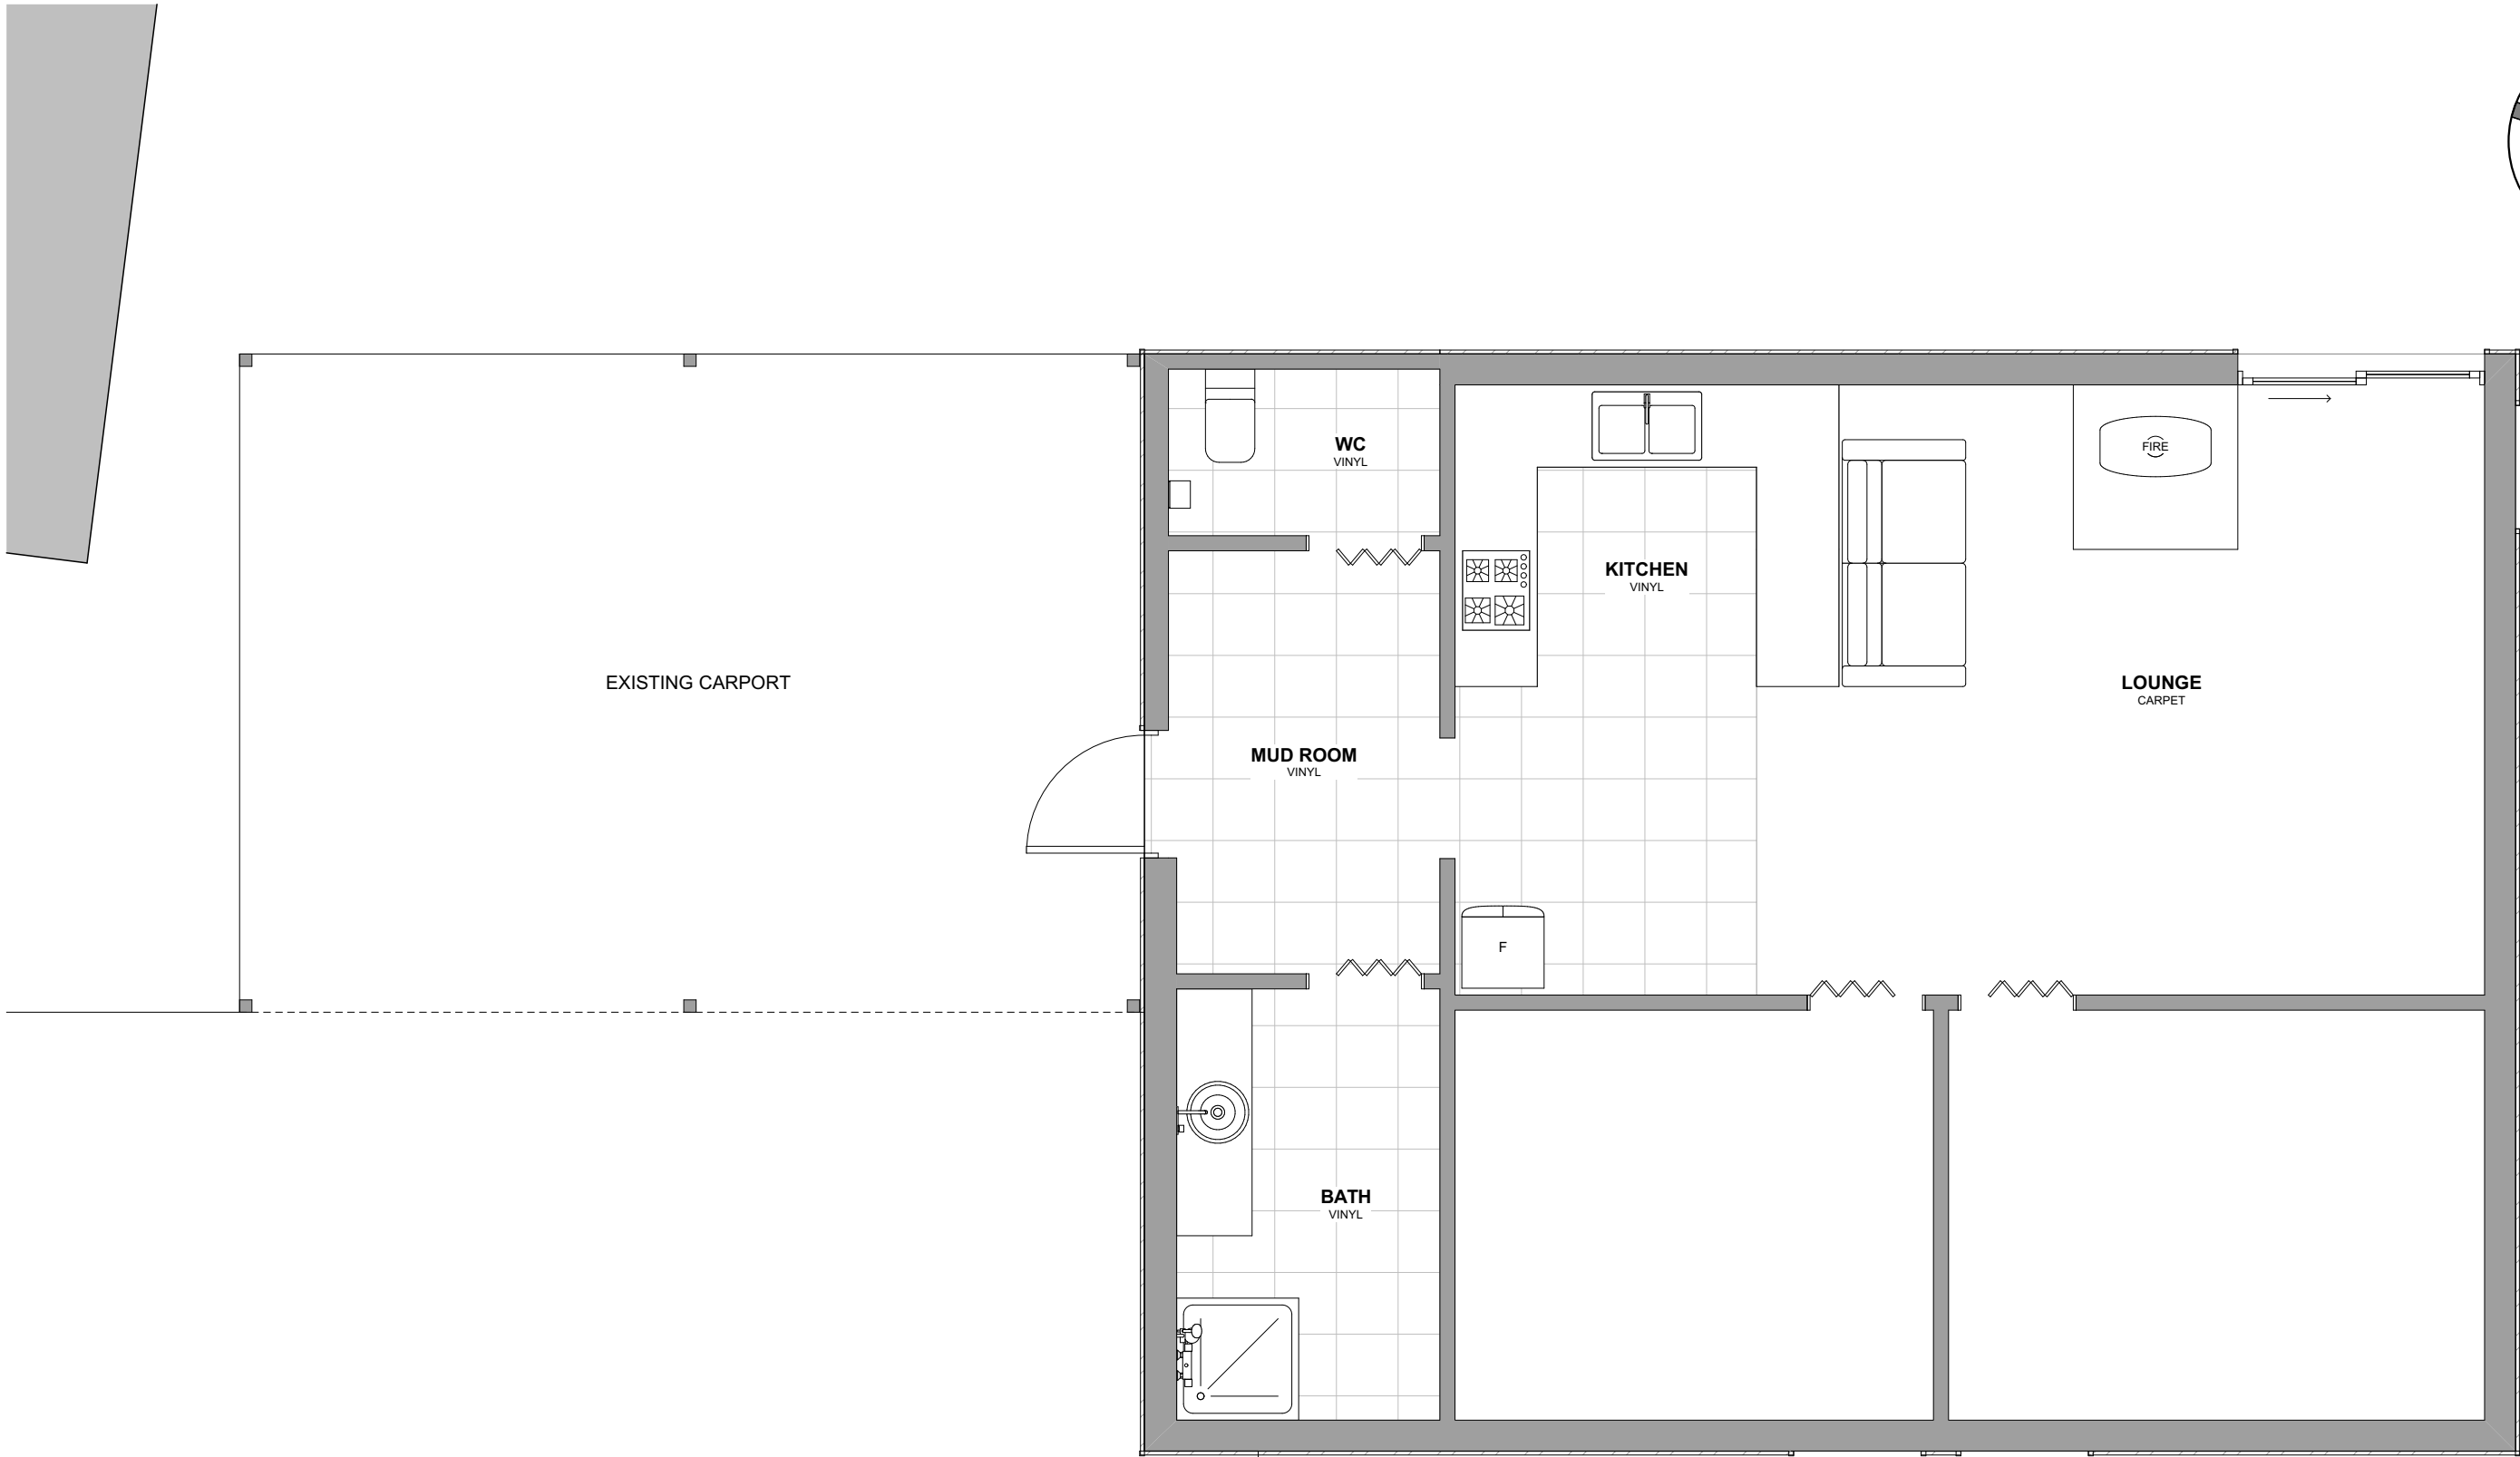 WC
VINYL
FIRE
KITCHEN
VINYL
EXISTING CARPORT
LOUNGE
CARPET
MUD ROOM
VINYL
F
BATH
VINYL